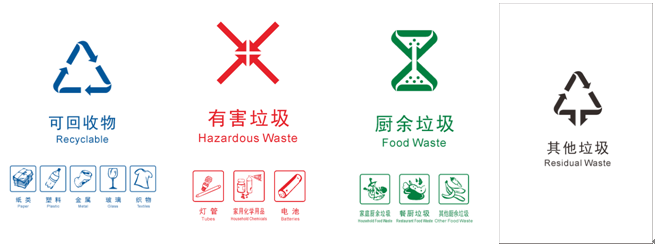 可回收物
Recyclable
纸类 塑料 金属 玻璃 织物
Paper Plastic Metal Glass Textiles
有害垃圾
Hazardous Waste
灯管 家用化学用品 电池
Tubes Household Chemicals Batteries
厨余垃圾
Food Waste
家庭厨余垃圾 餐厨垃圾 其他厨余垃圾
Household Food Waste Restaurant Food Waste Other Food Waste
其他垃圾
Residual Waste